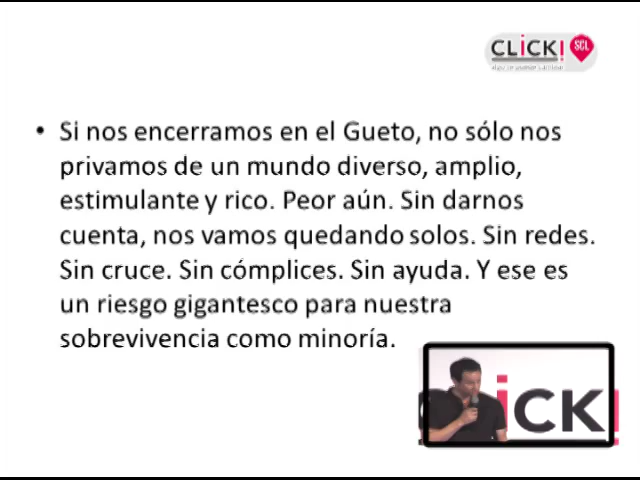 CLiCK! SCL
• Si nos encerramos en el Gueto, no sólo nos
privamos de un mundo diverso, amplio,
estimulante y rico. Peor aún. Sin darnos
cuenta, nos vamos quedando solos. Sin redes.
Sin cruce. Sin cómplices. Sin ayuda. Y ese es
un riesgo gigantesco para nuestra
sobrevivencia como minoría.
CLiCK!